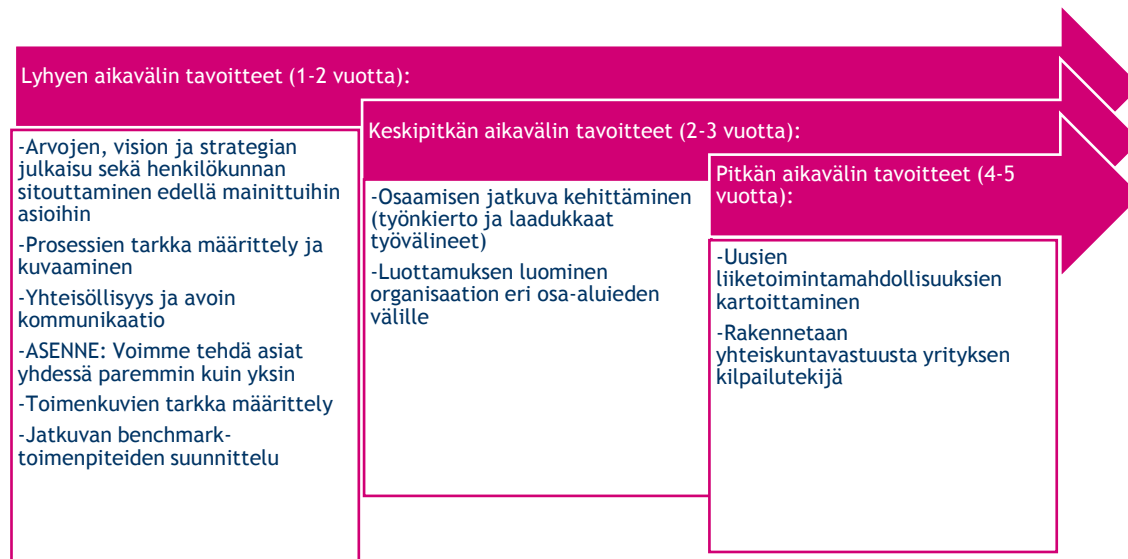 Lyhyen aikavälin tavoitteet (1-2 vuotta):
-Arvojen, vision ja strategian
julkaisu sekä henkilökunnan
sitouttaminen edellä mainittuihin
asioihin
-Prosessien tarkka määrittely ja
kuvaaminen
-Yhteisöllisyys ja avoin
kommunikaatio
-ASENNE: Voimme tehdä asiat
yhdessä paremmin kuin yksin
-Toimenkuvien tarkka määrittely
-Jatkuvan benchmark-
toimenpiteiden suunnittelu
Keskipitkän aikavälin tavoitteet (2-3 vuotta):
-Osaamisen jatkuva kehittäminen
(työnkierto ja laadukkaat
työvälineet)
-Luottamuksen luominen
organisaation eri osa-aluieden
välille
Pitkän aikavälin tavoitteet (4-5
vuotta):
-Uusien
liiketoimintamahdollisuuksien
kartoittaminen
-Rakennetaan
yhteiskuntavastuusta yrityksen
kilpailutekijä